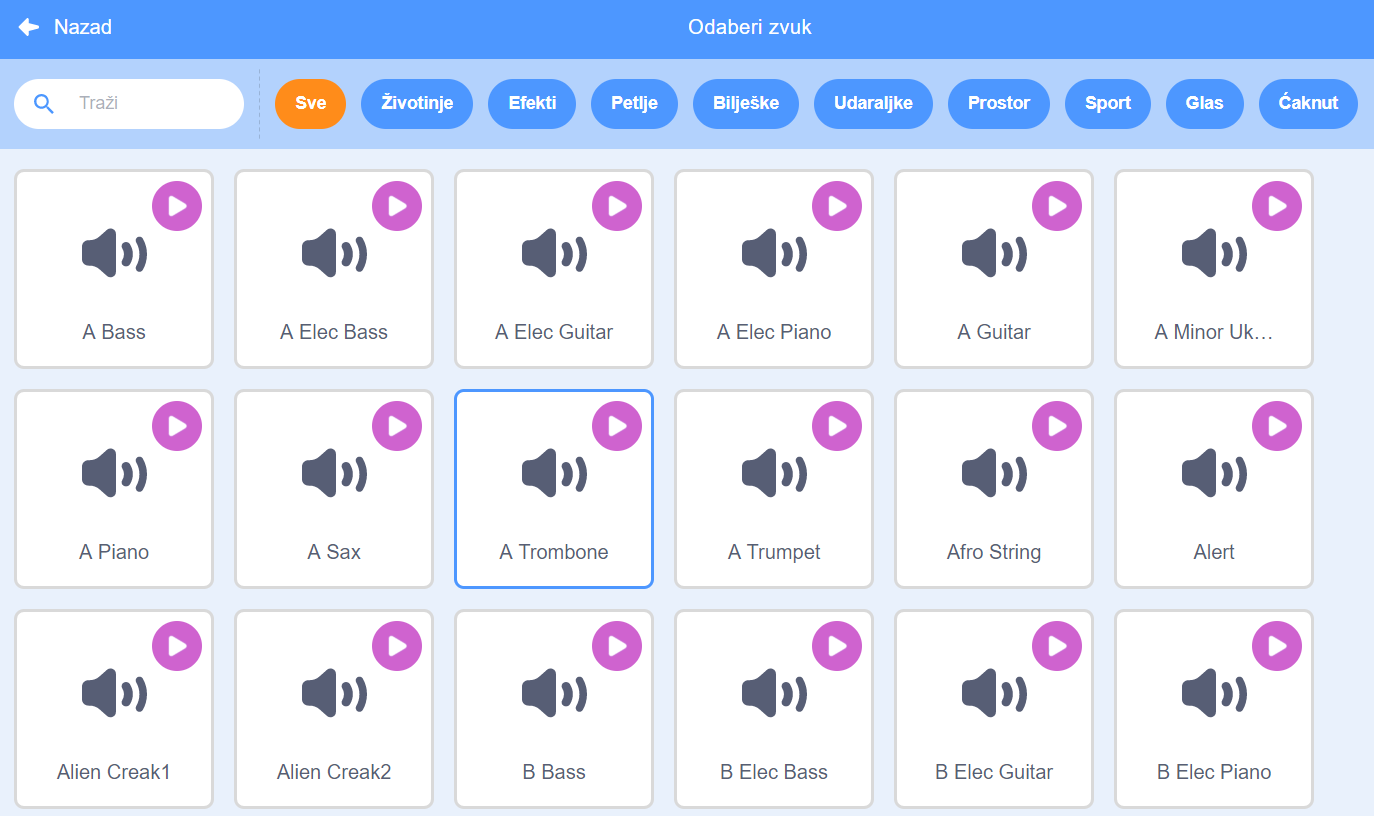 Nazad
Odaberi zvuk
Traži
Sve
Životinje
Efekti
Petlje
Bilješke
Udaraljke
Prostor
Sport
Glas
Ćaknut
A Bass
A Elec Bass
A Elec Guitar
A Elec Piano
A Guitar
A Minor Uk…
A Piano
A Sax
A Trombone
A Trumpet
Afro String
Alert
Alien Creak1
Alien Creak2
B Bass
B Elec Bass
B Elec Guitar
B Elec Piano